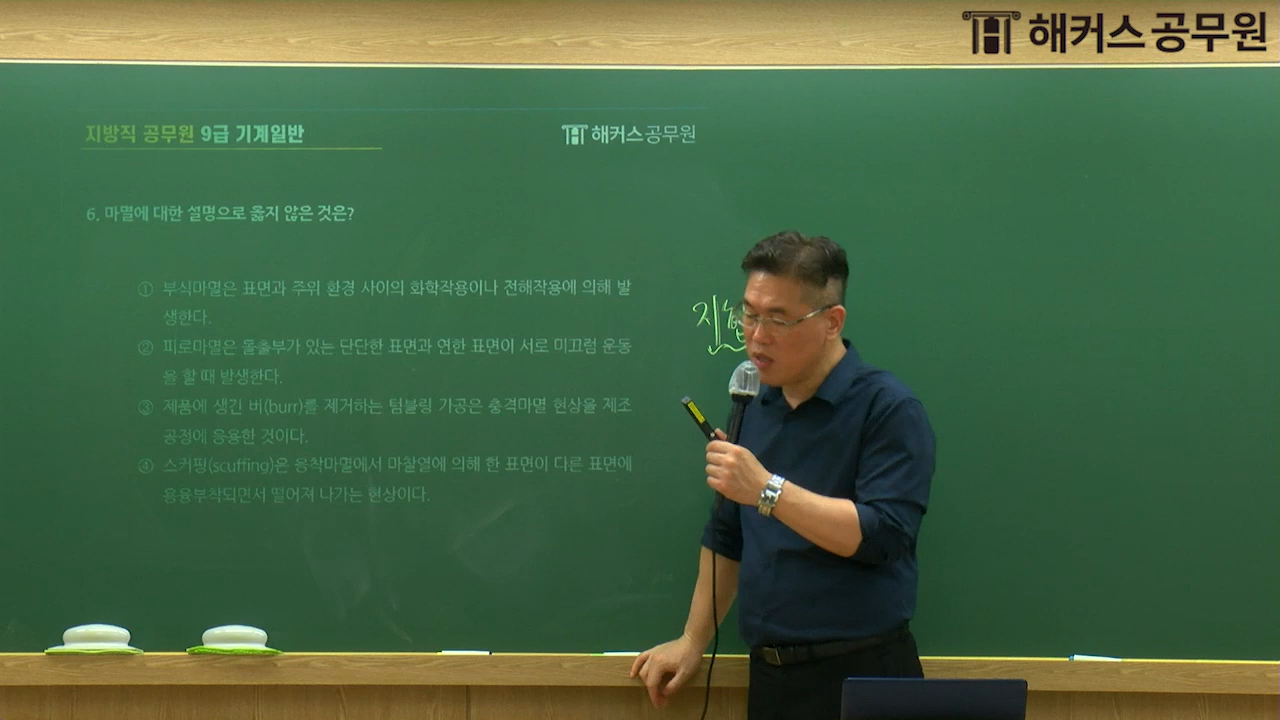 해커스공무원
지방직 공무원 9급 기계일반
해커스공무원
6. 마멸에 대한 설명으로 옳지 않은 것은?
① 부식마멸은 표면과 주위 환경 사이의 화학작용이나 전해작용에 의해 발
생한다.
② 피로마멸은 돌출부가 있는 단단한 표면과 연한 표면이 서로 미끄럼 운동
을 할 때 발생한다.
③ 제품에 생긴 버(burr)를 제거하는 텀블링 가공은 충격마멸 현상을 제조
공정에 응용한 것이다.
④ 스커핑(scuffing)은 응착마멸에서 마찰열에 의해 한 표면이 다른 표면에
용융부착되면서 떨어져 나가는 현상이다.